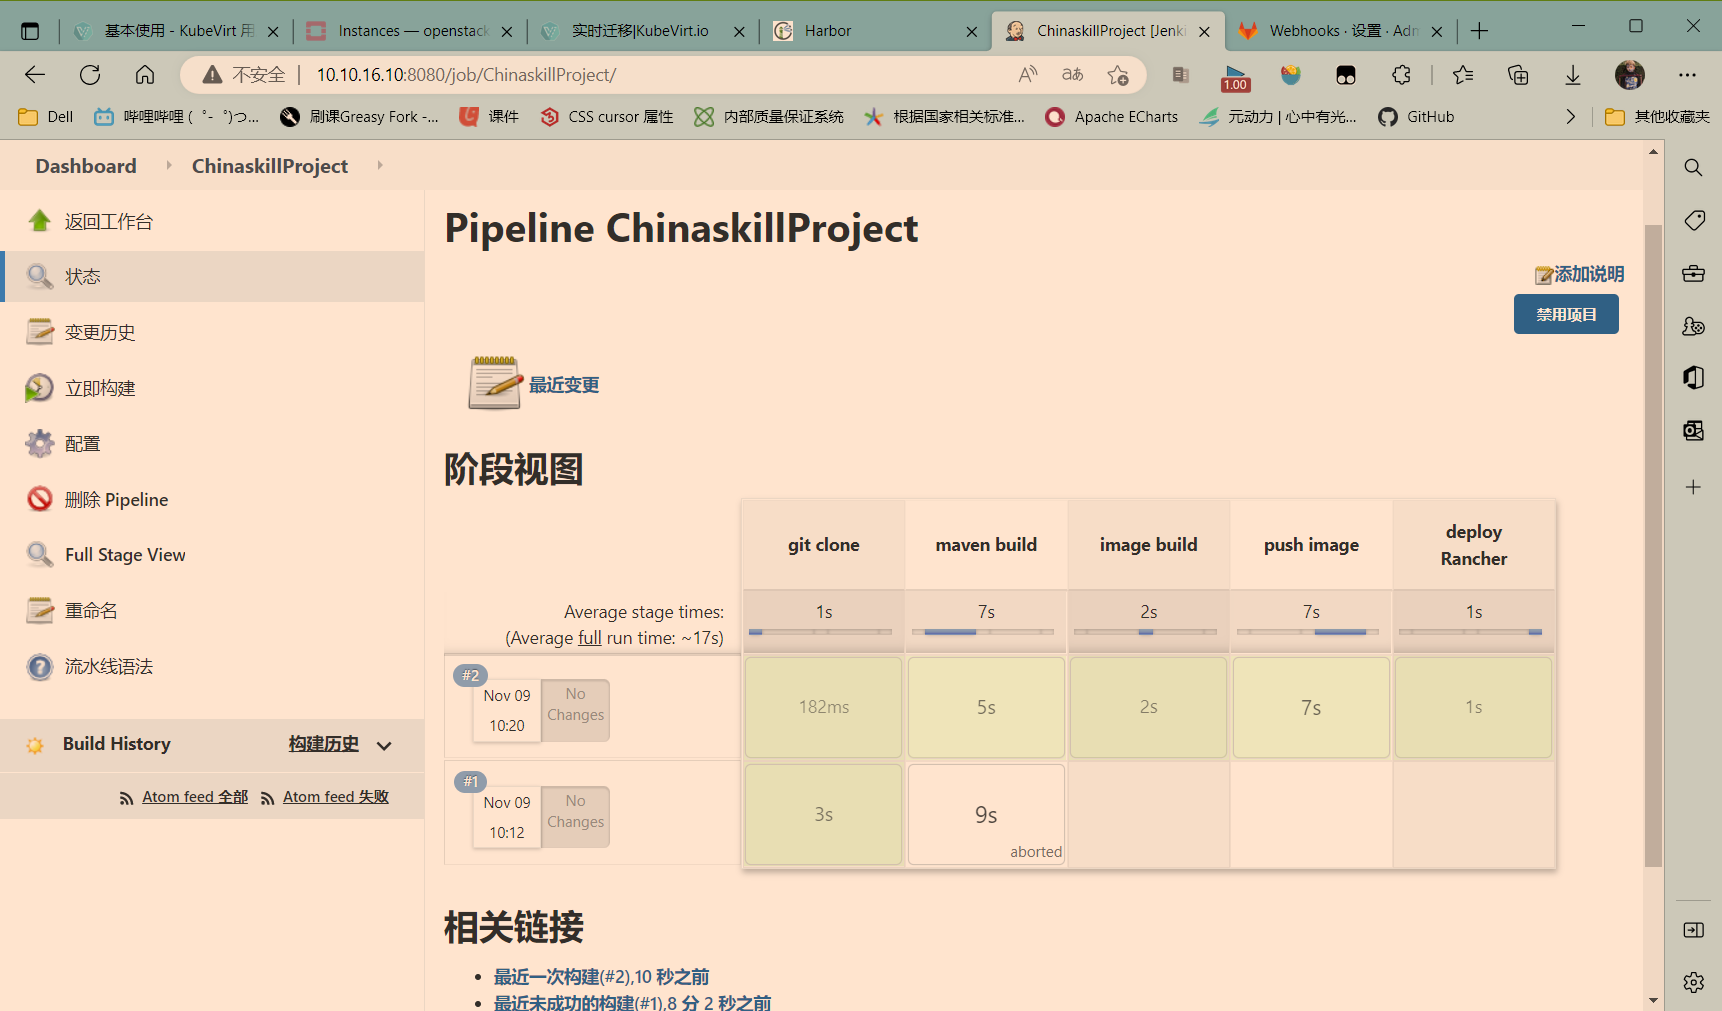 基本使用 - KubeVirt 用
Instances — openstack
实时迁移|KubeVirt.io
Harbor
ChinaskillProject [Jenki
Webhooks · 设置 · Adm
不安全
10.10.16.10:8080/job/ChinaskillProject/
1.00
Dell
哔哩哔哩 (゜-゜)つ...
刷课Greasy Fork -...
课件
CSS cursor 属性
内部质量保证系统
根据国家相关标准...
Apache ECharts
元动力 | 心中有光...
GitHub
其他收藏夹
Dashboard
ChinaskillProject
返回工作台
状态
变更历史
立即构建
配置
删除 Pipeline
Full Stage View
重命名
流水线语法
Build History
构建历史
Atom feed 全部
Atom feed 失败
Pipeline ChinaskillProject
添加说明
禁用项目
最近变更
阶段视图
git clone
maven build
image build
push image
deploy
Rancher
Average stage times:
(Average full run time: ~17s)
1s
7s
2s
7s
1s
#2
Nov 09
10:20
No
Changes
182ms
5s
2s
7s
1s
#1
Nov 09
10:12
No
Changes
3s
9s
aborted
相关链接
最近一次构建(#2),10 秒之前
最近未成功的构建(#1),8 分 2 秒之前